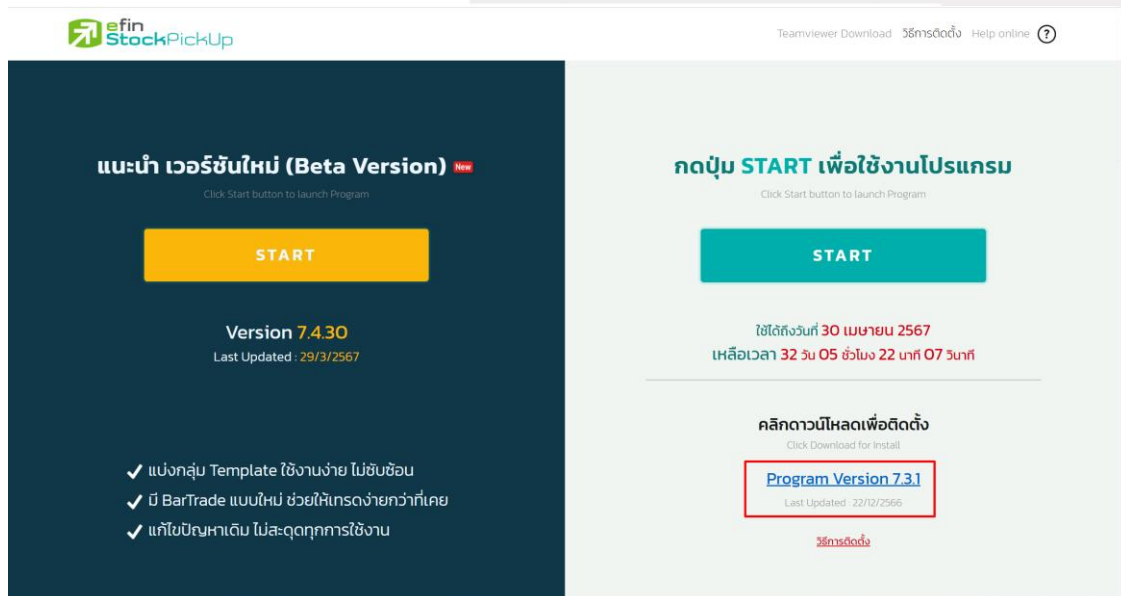 efin
StockPickUp
Teamviewer Download วิธีการติดตั้ง Help online ?
แนะนำ เวอร์ชันใหม่ (Beta Version) New
Click Start button to launch Program
START
Version 7.4.30
Last Updated : 29/3/2567
แบ่งกลุ่ม Template ใช้งานง่าย ไม่ซับซ้อน
มี BarTrade แบบใหม่ ช่วยให้เทรดง่ายกว่าที่เคย
แก้ไขปัญหาเดิม ไม่สะดุดทุกการใช้งาน
กดปุ่ม START เพื่อใช้งานโปรแกรม
Click Start button to launch Program
START
ใช้ได้ถึงวันที่ 30 เมษายน 2567
เหลือเวลา 32 วัน 05 ชั่วโมง 22 นาที 07 วินาที
คลิกดาวน์โหลดเพื่อติดตั้ง
Click Download for Install
Program Version 7.3.1
Last Updated : 22/12/2566
วิธีการติดตั้ง